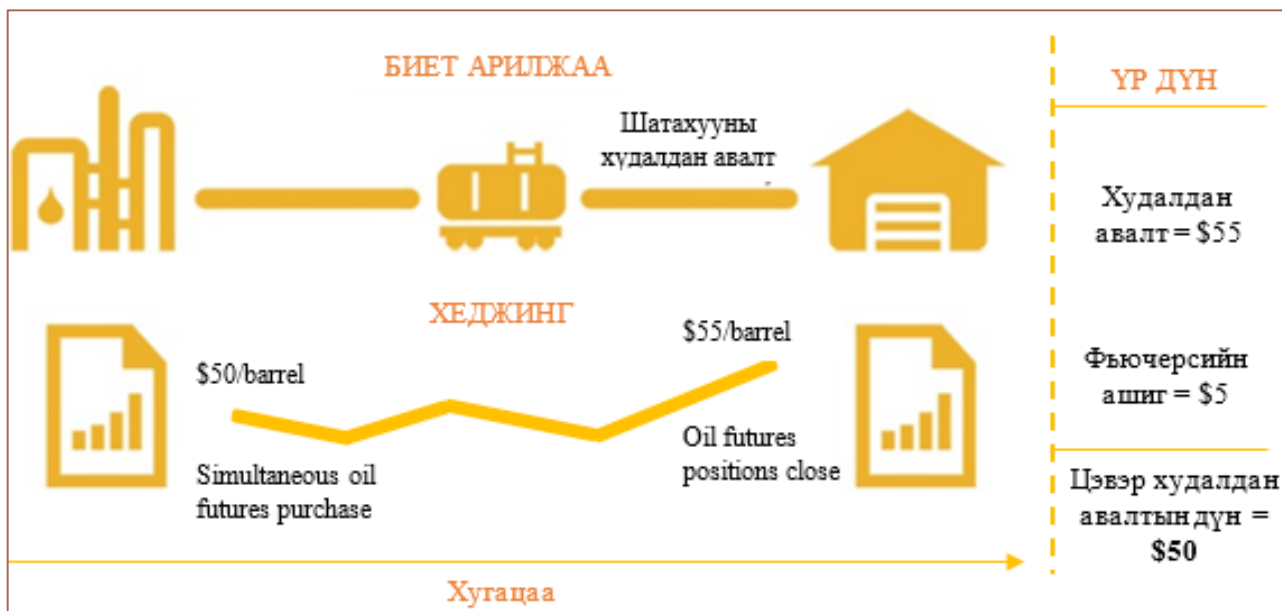 БИЕТ АРИЛЖАА
Шатахууны
худалдан авалт
ХЕДЖИНГ
$50/barrel
Simultaneous oil
futures purchase
$55/barrel
Oil futures
positions close
Хугацаа
ҮР ДҮН
Худалдан
авалт = $55
Фьючерсийн
ашиг = $5
Цэвэр худалдан
авалтын дүн =
$50